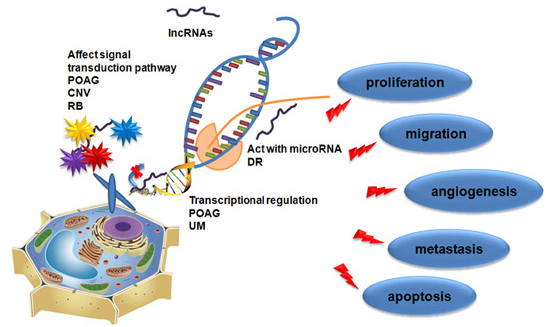 lncRNAs
Affect signal
transduction pathway
POAG
CNV
RB
Act with microRNA
DR
Transcriptional regulation
POAG
UM
proliferation
migration
angiogenesis
metastasis
apoptosis